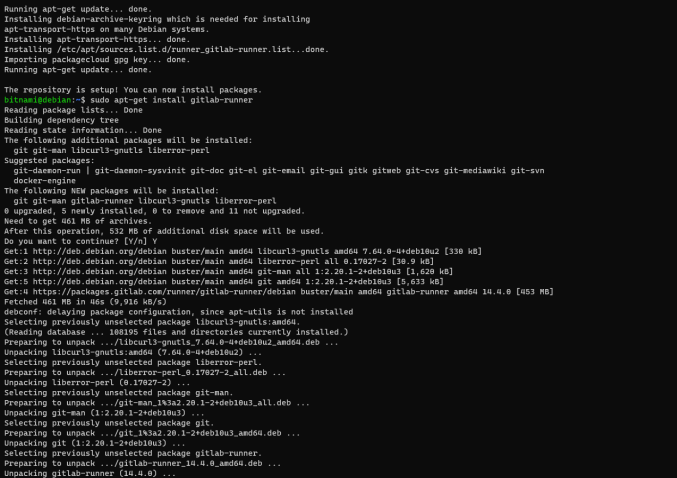 Running apt-get update... done.
Installing debian-archive-keyring which is needed for installing
apt-transport-https on many Debian systems.
Installing apt-transport-https... done.
Installing /etc/apt/sources.list.d/runner_gitlab-runner.list...done.
Importing packagecloud gpg key... done.
Running apt-get update... done.

The repository is setup! You can now install packages.
bitnami@debian:~$ sudo apt-get install gitlab-runner
Reading package lists... Done
Building dependency tree
Reading state information... Done
The following additional packages will be installed:
  git git-man libcurl3-gnutls liberror-perl
Suggested packages:
  git-daemon-run | git-daemon-sysvinit git-doc git-el git-email git-gui gitk gitweb git-cvs git-mediawiki git-svn
  docker-engine
The following NEW packages will be installed:
  git git-man gitlab-runner libcurl3-gnutls liberror-perl
0 upgraded, 5 newly installed, 0 to remove and 11 not upgraded.
Need to get 461 MB of archives.
After this operation, 532 MB of additional disk space will be used.
Do you want to continue? [Y/n] Y
Get:1 http://deb.debian.org/debian buster/main amd64 libcurl3-gnutls amd64 7.64.0-4+deb10u2 [330 kB]
Get:2 http://deb.debian.org/debian buster/main amd64 liberror-perl all 0.17027-2 [30.9 kB]
Get:3 http://deb.debian.org/debian buster/main amd64 git-man all 1:2.20.1-2+deb10u3 [1,620 kB]
Get:5 http://deb.debian.org/debian buster/main amd64 git amd64 1:2.20.1-2+deb10u3 [5,633 kB]
Get:4 https://packages.gitlab.com/runner/gitlab-runner/debian buster/main amd64 gitlab-runner amd64 14.4.0 [453 MB]
Fetched 461 MB in 46s (9,916 kB/s)
debconf: delaying package configuration, since apt-utils is not installed
Selecting previously unselected package libcurl3-gnutls:amd64.
(Reading database ... 108195 files and directories currently installed.)
Preparing to unpack .../libcurl3-gnutls_7.64.0-4+deb10u2_amd64.deb ...
Unpacking libcurl3-gnutls:amd64 (7.64.0-4+deb10u2) ...
Selecting previously unselected package liberror-perl.
Preparing to unpack .../liberror-perl_0.17027-2_all.deb ...
Unpacking liberror-perl (0.17027-2) ...
Selecting previously unselected package git-man.
Preparing to unpack .../git-man_1%3a2.20.1-2+deb10u3_all.deb ...
Unpacking git-man (1:2.20.1-2+deb10u3) ...
Selecting previously unselected package git.
Preparing to unpack .../git_1%3a2.20.1-2+deb10u3_amd64.deb ...
Unpacking git (1:2.20.1-2+deb10u3) ...
Selecting previously unselected package gitlab-runner.
Preparing to unpack .../gitlab-runner_14.4.0_amd64.deb ...
Unpacking gitlab-runner (14.4.0) ...